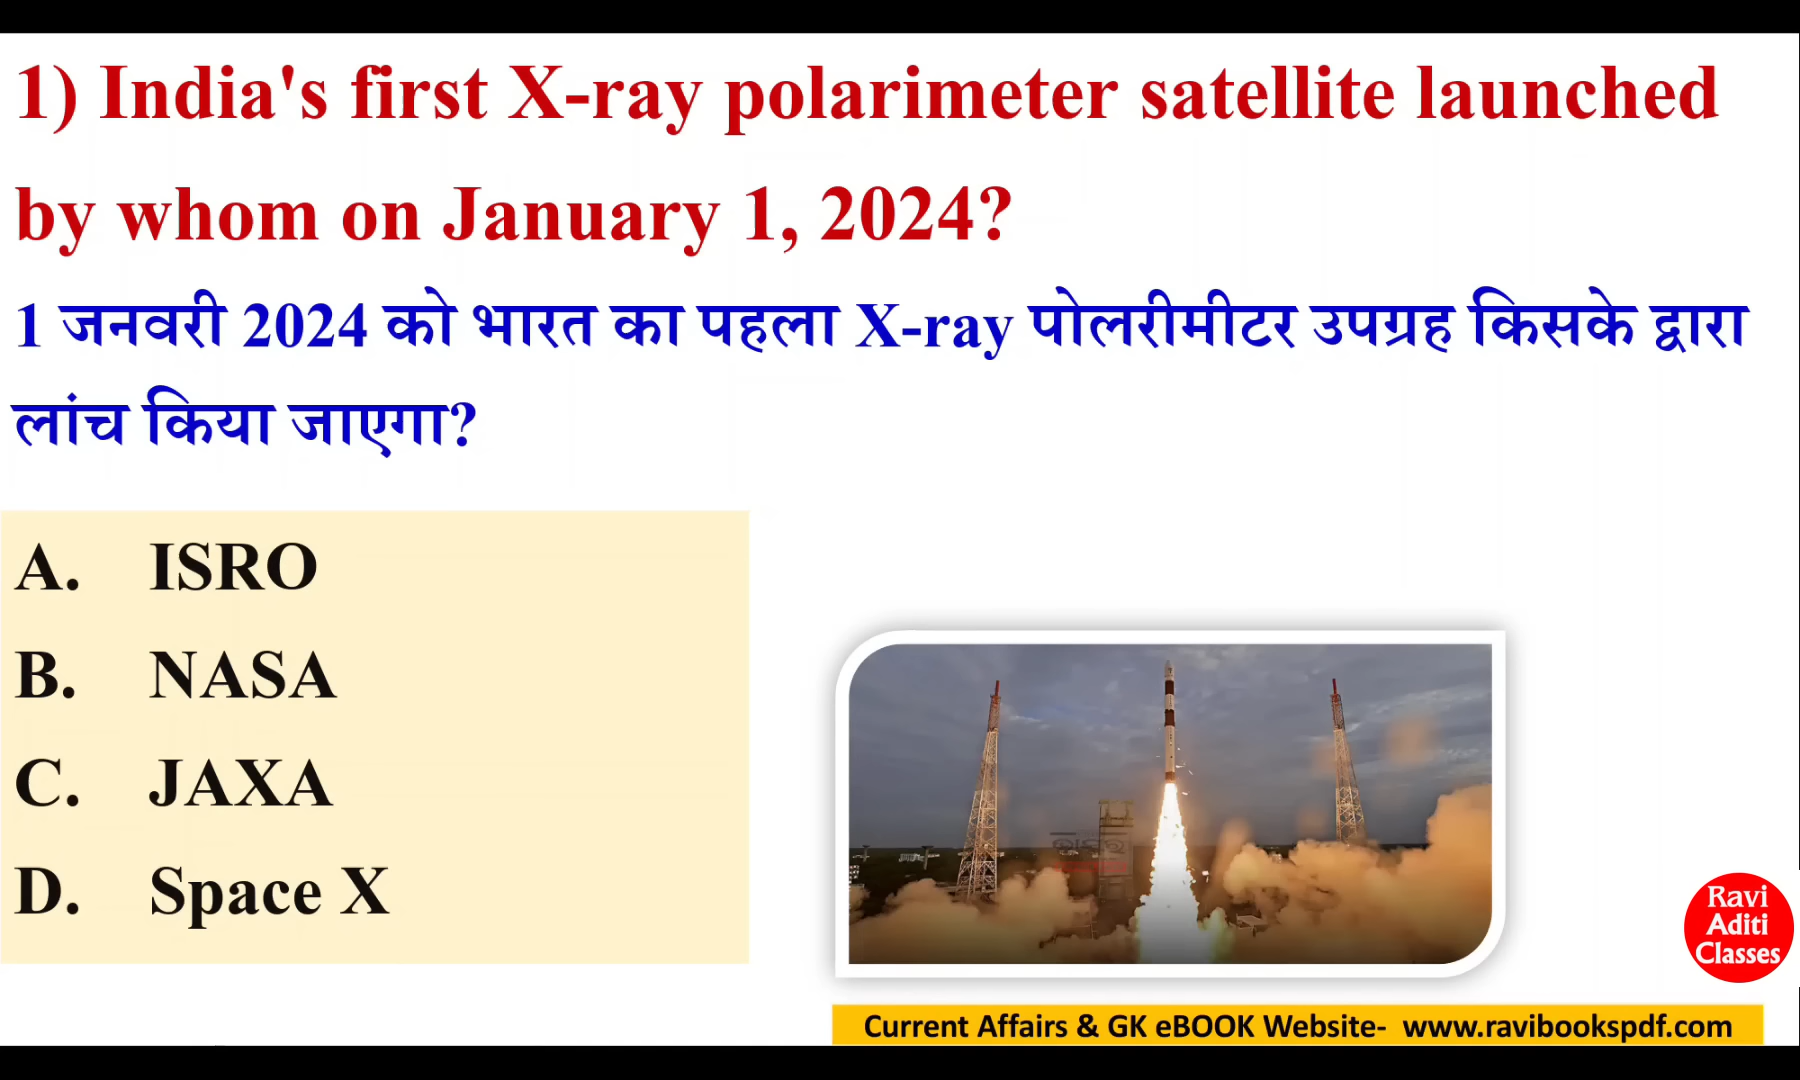 1) India's first X-ray polarimeter satellite launched
by whom on January 1, 2024?
1 जनवरी 2024 को भारत का पहला X-ray पोलरीमीटर उपग्रह किसके द्वारा
लांच किया जाएगा?
A. ISRO
B. NASA
C. JAXA
D. Space X
Ravi
Aditi
Classes
Current Affairs & GK eBOOK Website- www.ravibookspdf.com